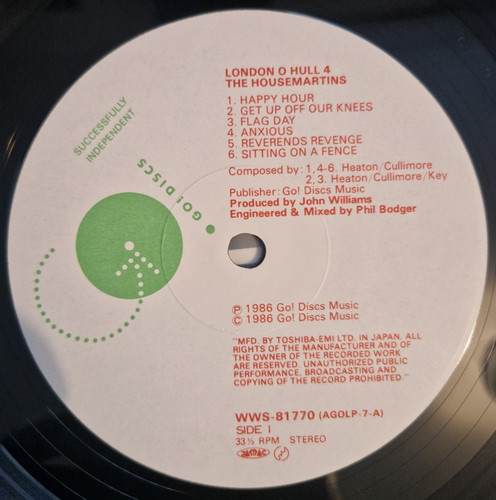 LONDON O HULL 4
THE HOUSEMARTINS
1. HAPPY HOUR
2. GET UP OFF OUR KNEES
3. FLAG DAY
4. ANXIOUS
5. REVERENDS REVENGE
6. SITTING ON A FENCE
Composed by: 1, 4-6. Heaton/Cullimore
2, 3. Heaton/Cullimore/Key
Publisher: Go! Discs Music
Produced by John Williams
Engineered & Mixed by Phil Bodger
SUCCESSFULLY
INDEPENDENT
GO! DISCS
Ⓟ 1986 Go! Discs Music
© 1986 Go! Discs Music
"MFD. BY TOSHIBA-EMI LTD. IN JAPAN. ALL
RIGHTS OF THE MANUFACTURER AND OF
THE OWNER OF THE RECORDED WORK
ARE RESERVED. UNAUTHORIZED PUBLIC
PERFORMANCE, BROADCASTING AND
COPYING OF THE RECORD PROHIBITED."
WWS-81770 (AGOLP-7-A)
SIDE 1
33⅓ RPM STEREO